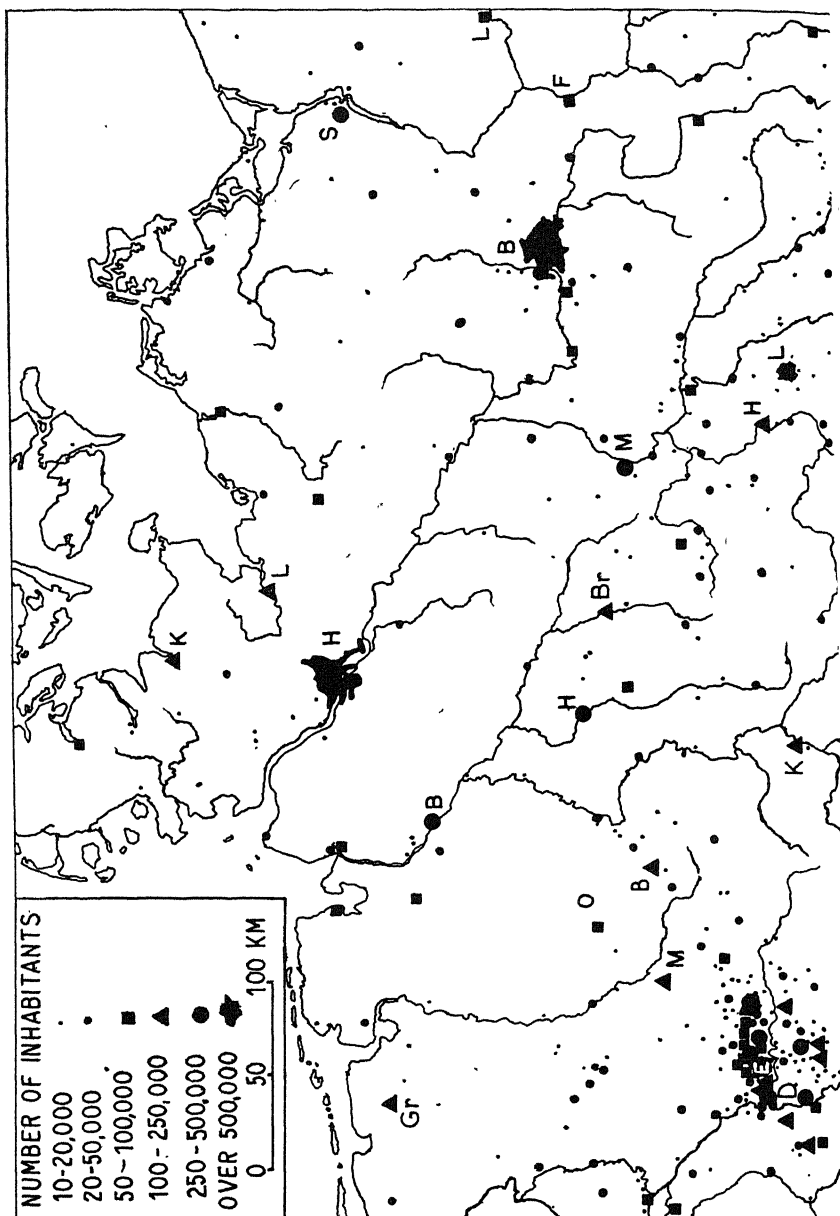 NUMBER OF INHABITANTS
10-20,000
20-50,000
50-100,000
100-250,000
250-500,000
OVER 500,000
0 50 100 KM
K
L
S
H
B
B
L
F
Gr
O
H
Br
M
B
M
K
H
L
E
D